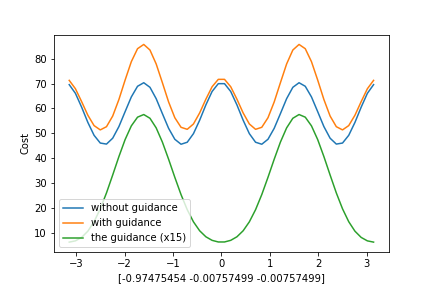 80
70
60
50
40
30
20
10
Cost
without guidance
with guidance
the guidance (x15)
−3 −2 −1 0 1 2 3
[-0.97475454 -0.00757499 -0.00757499]